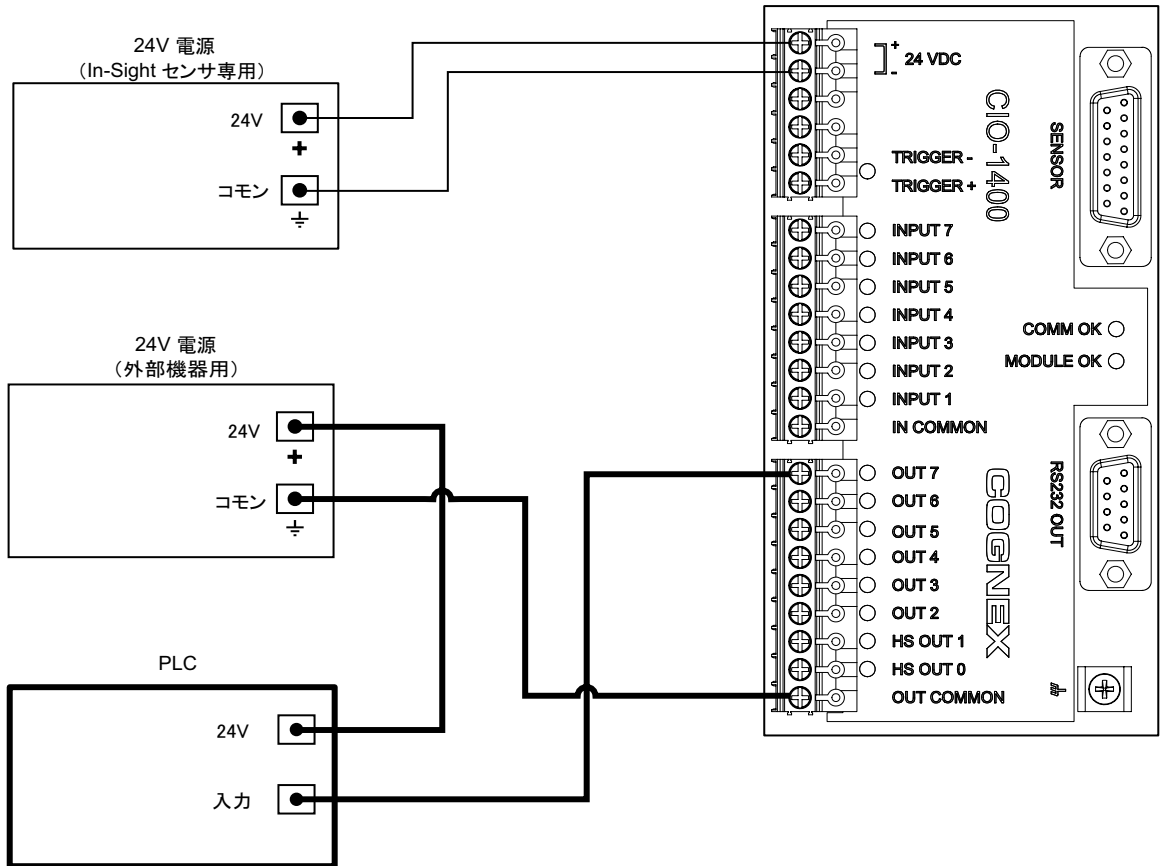 24V 電源
（In-Sight センサ専用）
24V
+
コモン
24V 電源
（外部機器用）
24V
+
コモン
PLC
24V
入力
+
24 VDC
-
TRIGGER -
TRIGGER +
INPUT 7
INPUT 6
INPUT 5
INPUT 4
INPUT 3
INPUT 2
INPUT 1
IN COMMON
OUT 7
OUT 6
OUT 5
OUT 4
OUT 3
OUT 2
HS OUT 1
HS OUT 0
OUT COMMON
CIO-1400
SENSOR
COMM OK
MODULE OK
COGNEX
RS232 OUT